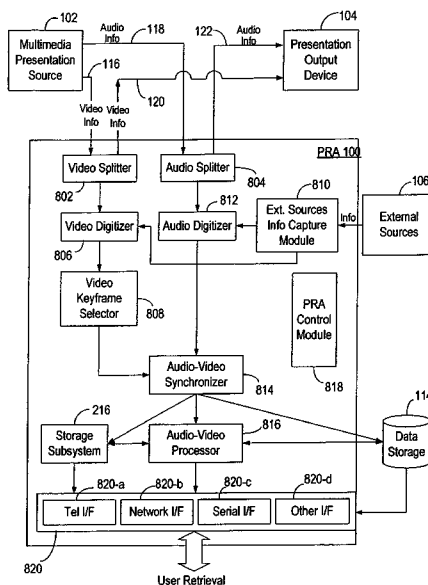 102
118
122
104
Multimedia
Presentation
Source
Audio
Info
Audio
Info
Presentation
Output
Device
116
120
Video
Info
Video
Info
PRA 100
Video Splitter
Audio Splitter
802
804
810
106
812
Video Digitizer
Audio Digitizer
Ext. Sources
Info Capture
Module
Info
External
Sources
806
Video
Keyframe
Selector
808
PRA
Control
Module
818
Audio-Video
Synchronizer
814
114
216
816
Storage
Subsystem
Audio-Video
Processor
Data
Storage
820-a
820-b
820-c
820-d
Tel I/F
Network I/F
Serial I/F
Other I/F
820
User Retrieval